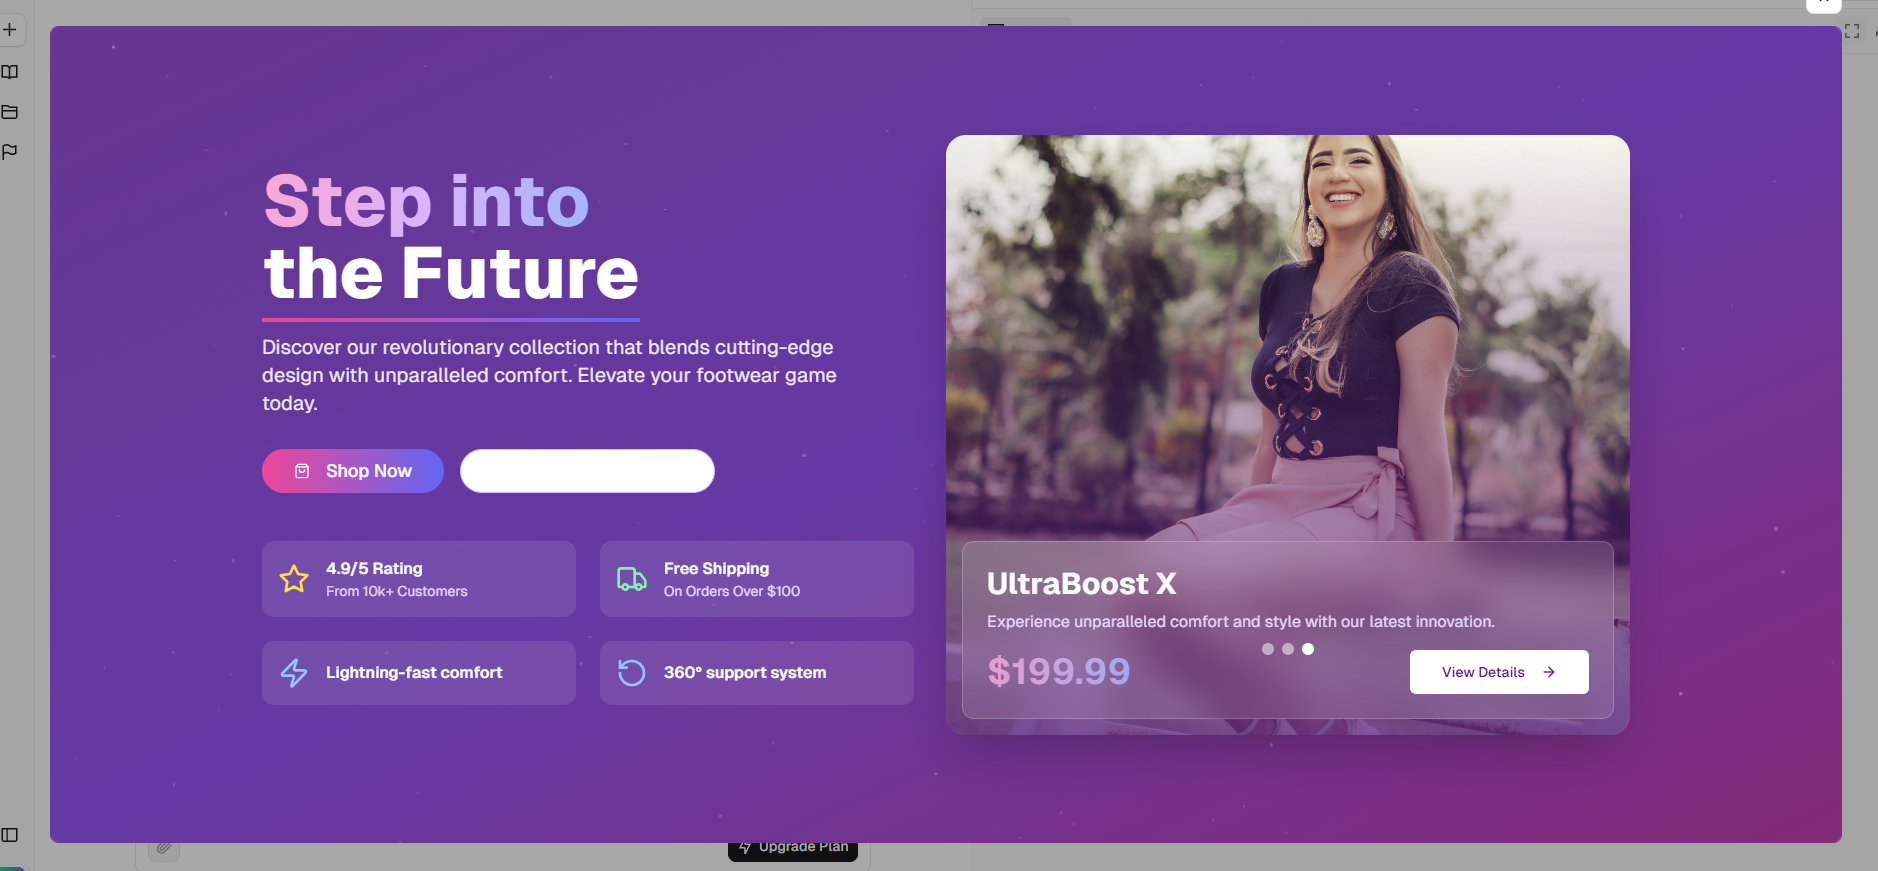 Step into
the Future
Discover our revolutionary collection that blends cutting-edge
design with unparalleled comfort. Elevate your footwear game
today.
Shop Now
4.9/5 Rating
From 10k+ Customers
Free Shipping
On Orders Over $100
Lightning-fast comfort
360° support system
UltraBoost X
Experience unparalleled comfort and style with our latest innovation.
$199.99
View Details
Upgrade Plan